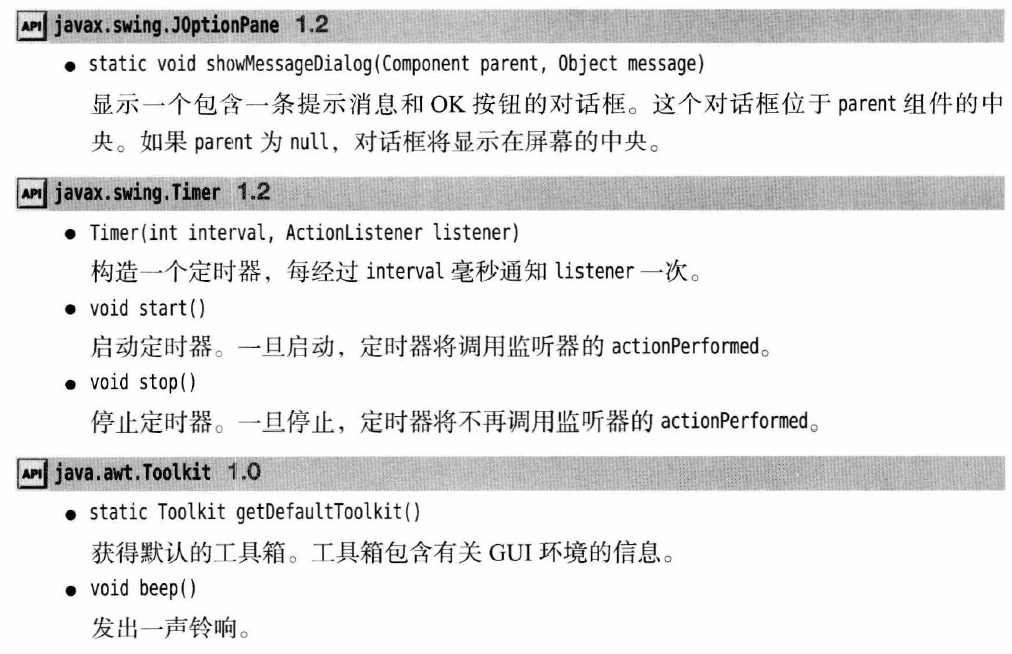 API javax.swing.JOptionPane 1.2
● static void showMessageDialog(Component parent, Object message)
显示一个包含一条提示消息和 OK 按钮的对话框。这个对话框位于 parent 组件的中
央。如果 parent 为 null，对话框将显示在屏幕的中央。
API javax.swing.Timer 1.2
● Timer(int interval, ActionListener listener)
构造一个定时器，每经过 interval 毫秒通知 listener 一次。
● void start()
启动定时器。一旦启动，定时器将调用监听器的 actionPerformed。
● void stop()
停止定时器。一旦停止，定时器将不再调用监听器的 actionPerformed。
API java.awt.Toolkit 1.0
● static Toolkit getDefaultToolkit()
获得默认的工具箱。工具箱包含有关 GUI 环境的信息。
● void beep()
发出一声铃响。